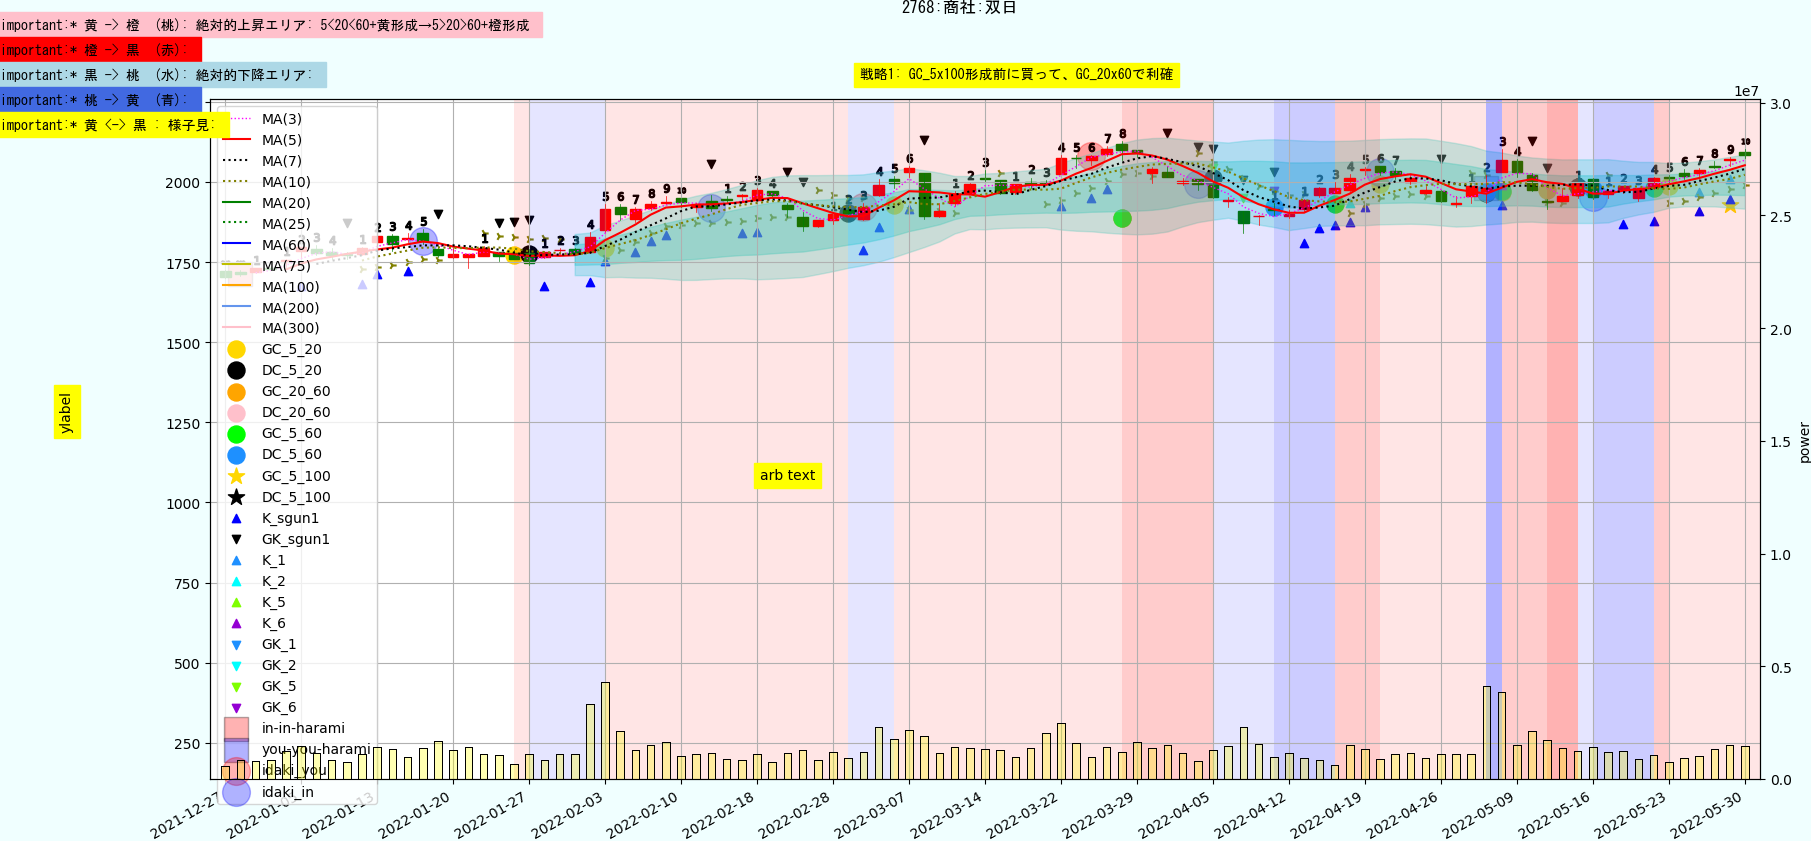 2768:商社:双日
important:* 黄 -> 橙 (桃): 絶対的上昇エリア: 5<20<60+黄形成→5>20>60+橙形成
important:* 橙 -> 黒 (赤):
important:* 黒 -> 桃 (水): 絶対的下降エリア:
戦略1: GC_5x100形成前に買って、GC_20x60で利確
important:* 桃 -> 黄 (青):
important:* 黄 <-> 黒 : 様子見:
1e7
MA(3)
MA(5)
MA(7)
MA(10)
MA(20)
MA(25)
MA(60)
MA(75)
MA(100)
MA(200)
MA(300)
GC_5_20
DC_5_20
GC_20_60
DC_20_60
GC_5_60
DC_5_60
GC_5_100
DC_5_100
K_sgun1
GK_sgun1
K_1
K_2
K_5
K_6
GK_1
GK_2
GK_5
GK_6
in-in-harami
you-you-harami
idaki_you
idaki_in
ylabel
arb text
power
2000
1750
1500
1250
1000
750
500
250
3.0
2.5
2.0
1.5
1.0
0.5
0.0
2021-12-27
2022-01-13
2022-01-20
2022-01-27
2022-02-03
2022-02-10
2022-02-18
2022-02-28
2022-03-07
2022-03-14
2022-03-22
2022-03-29
2022-04-05
2022-04-12
2022-04-19
2022-04-26
2022-05-09
2022-05-16
2022-05-23
2022-05-30